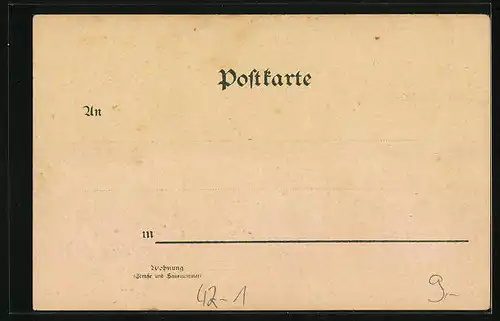 Postkarte
An
in
Wohnung
(Straße und Hausnummer)
42-1
9.-